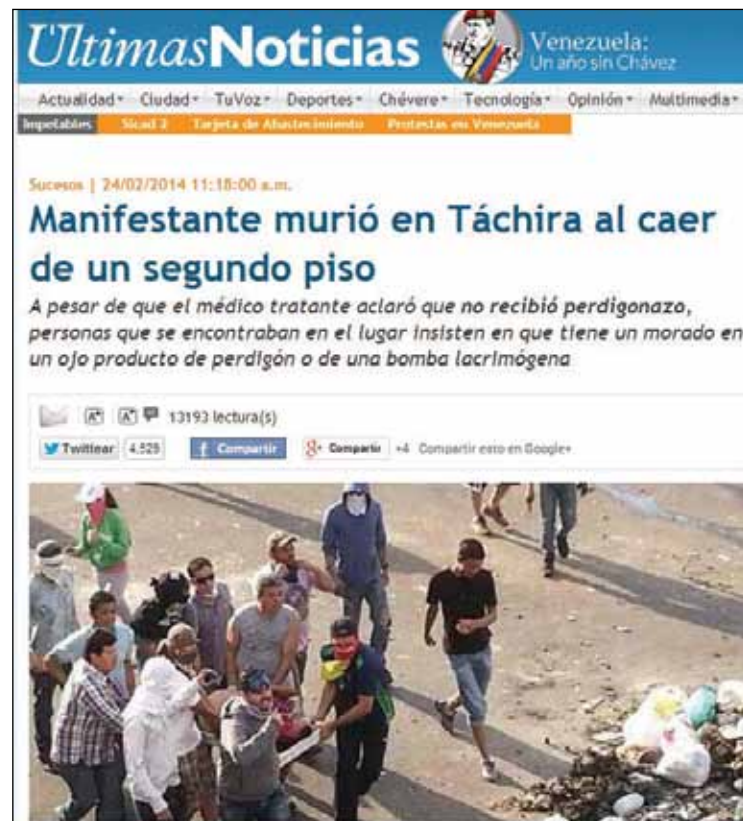 ÚltimasNoticias
Venezuela:
Un año sin Chávez
Actualidad Ciudad TuVoz Deportes Chévere Tecnología Opinión Multimedia
Impelables Sicad 2 Tarjeta de Abastecimiento Protestas en Venezuela
Sucesos | 24/02/2014 11:18:00 a.m.
Manifestante murió en Táchira al caer
de un segundo piso
A pesar de que el médico tratante aclaró que no recibió perdigonazo,
personas que se encontraban en el lugar insisten en que tiene un morado en
un ojo producto de perdigón o de una bomba lacrimógena
13193 lectura(s)
Twittear 4.529 f Compartir g+ Compartir +4 Compartir esto en Google+